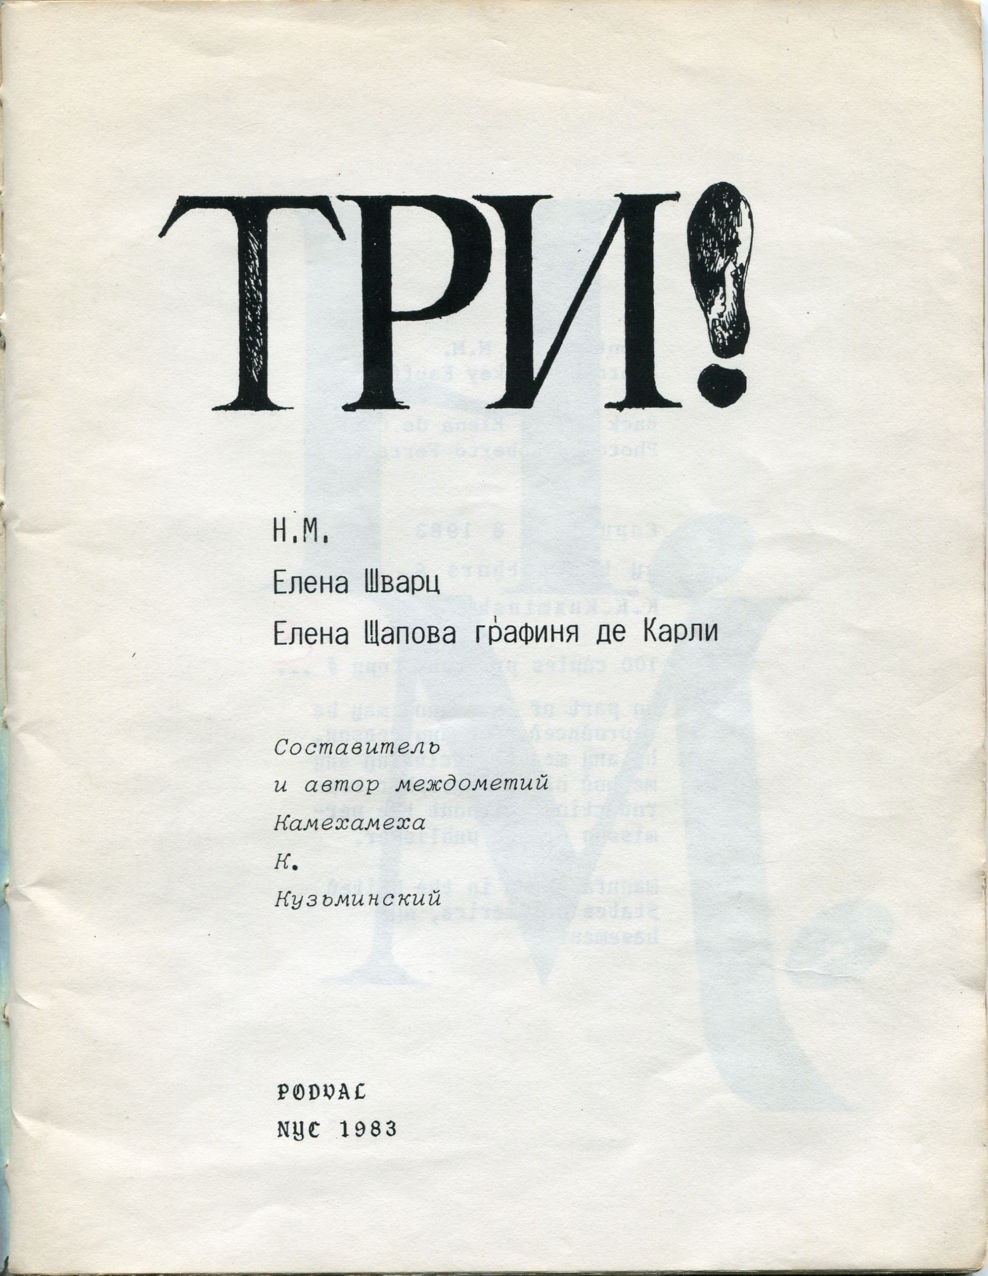 ТРИ!
Н.М.
Елена Шварц
Елена Щапова графиня де Карли
Составитель
и автор междометий
Камехамеха
К.
Кузьминский
PODVAL
NYC 1983